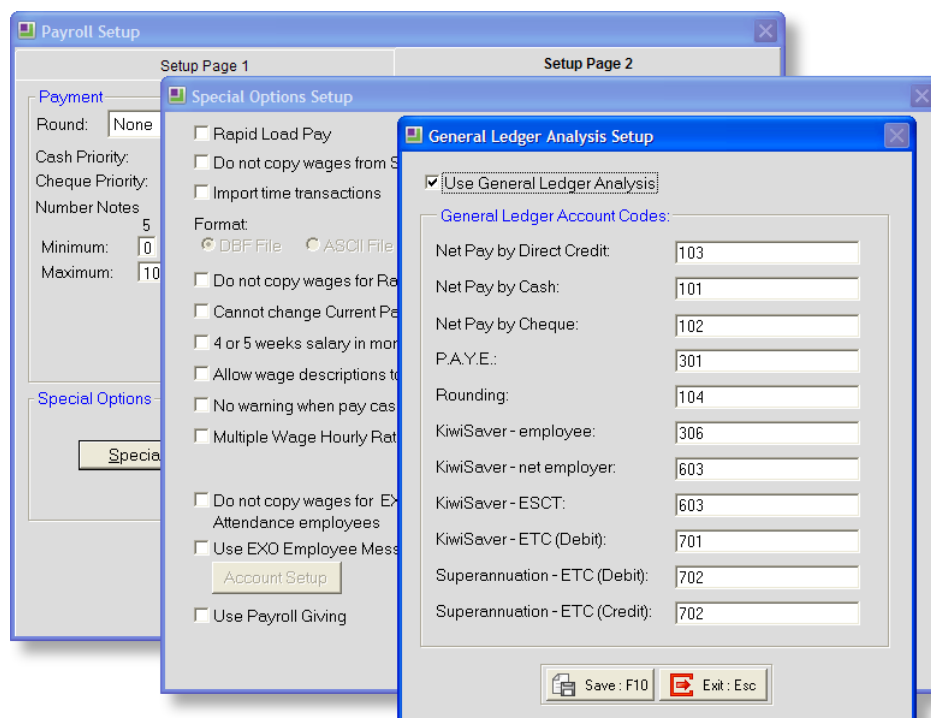 Payroll Setup
Setup Page 1
Setup Page 2
Payment
Round: None
Cash Priority:
Cheque Priority:
Number Notes
5
Minimum: 0
Maximum: 10
Special Options
Specia
Special Options Setup
Rapid Load Pay
Do not copy wages from S
Import time transactions
Format:
DBF File ASCII File
Do not copy wages for Ra
Cannot change Current Pa
4 or 5 weeks salary in mor
Allow wage descriptions to
No warning when pay cas
Multiple Wage Hourly Rat
Do not copy wages for EX
Attendance employees
Use EXO Employee Mess
Account Setup
Use Payroll Giving
General Ledger Analysis Setup
Use General Ledger Analysis
General Ledger Account Codes:
Net Pay by Direct Credit: 103
Net Pay by Cash: 101
Net Pay by Cheque: 102
P.A.Y.E.: 301
Rounding: 104
KiwiSaver - employee: 306
KiwiSaver - net employer: 603
KiwiSaver - ESCT: 603
KiwiSaver - ETC (Debit): 701
Superannuation - ETC (Debit): 702
Superannuation - ETC (Credit): 702
Save : F10 Exit : Esc